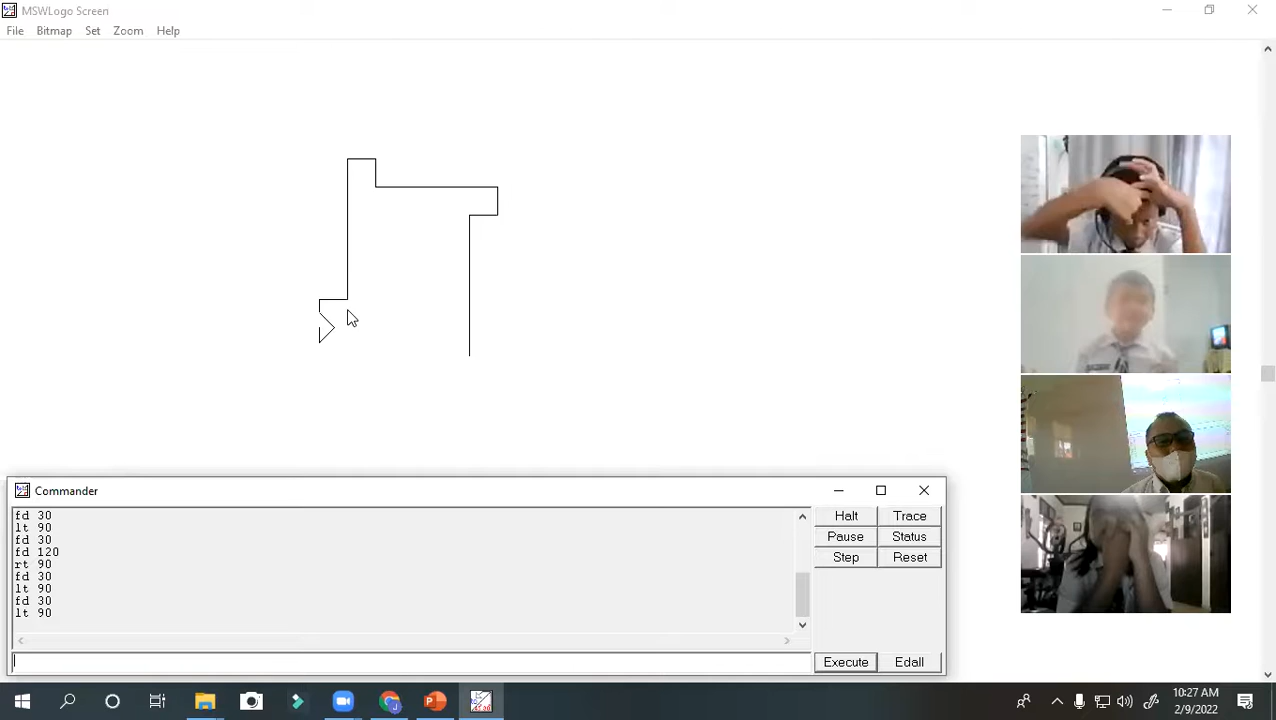 MSWLogo Screen
File Bitmap Set Zoom Help
Commander
fd 30
lt 90
fd 30
fd 120
rt 90
fd 30
lt 90
fd 30
lt 90
Halt Trace
Pause Status
Step Reset
Execute Edall
10:27 AM
2/9/2022